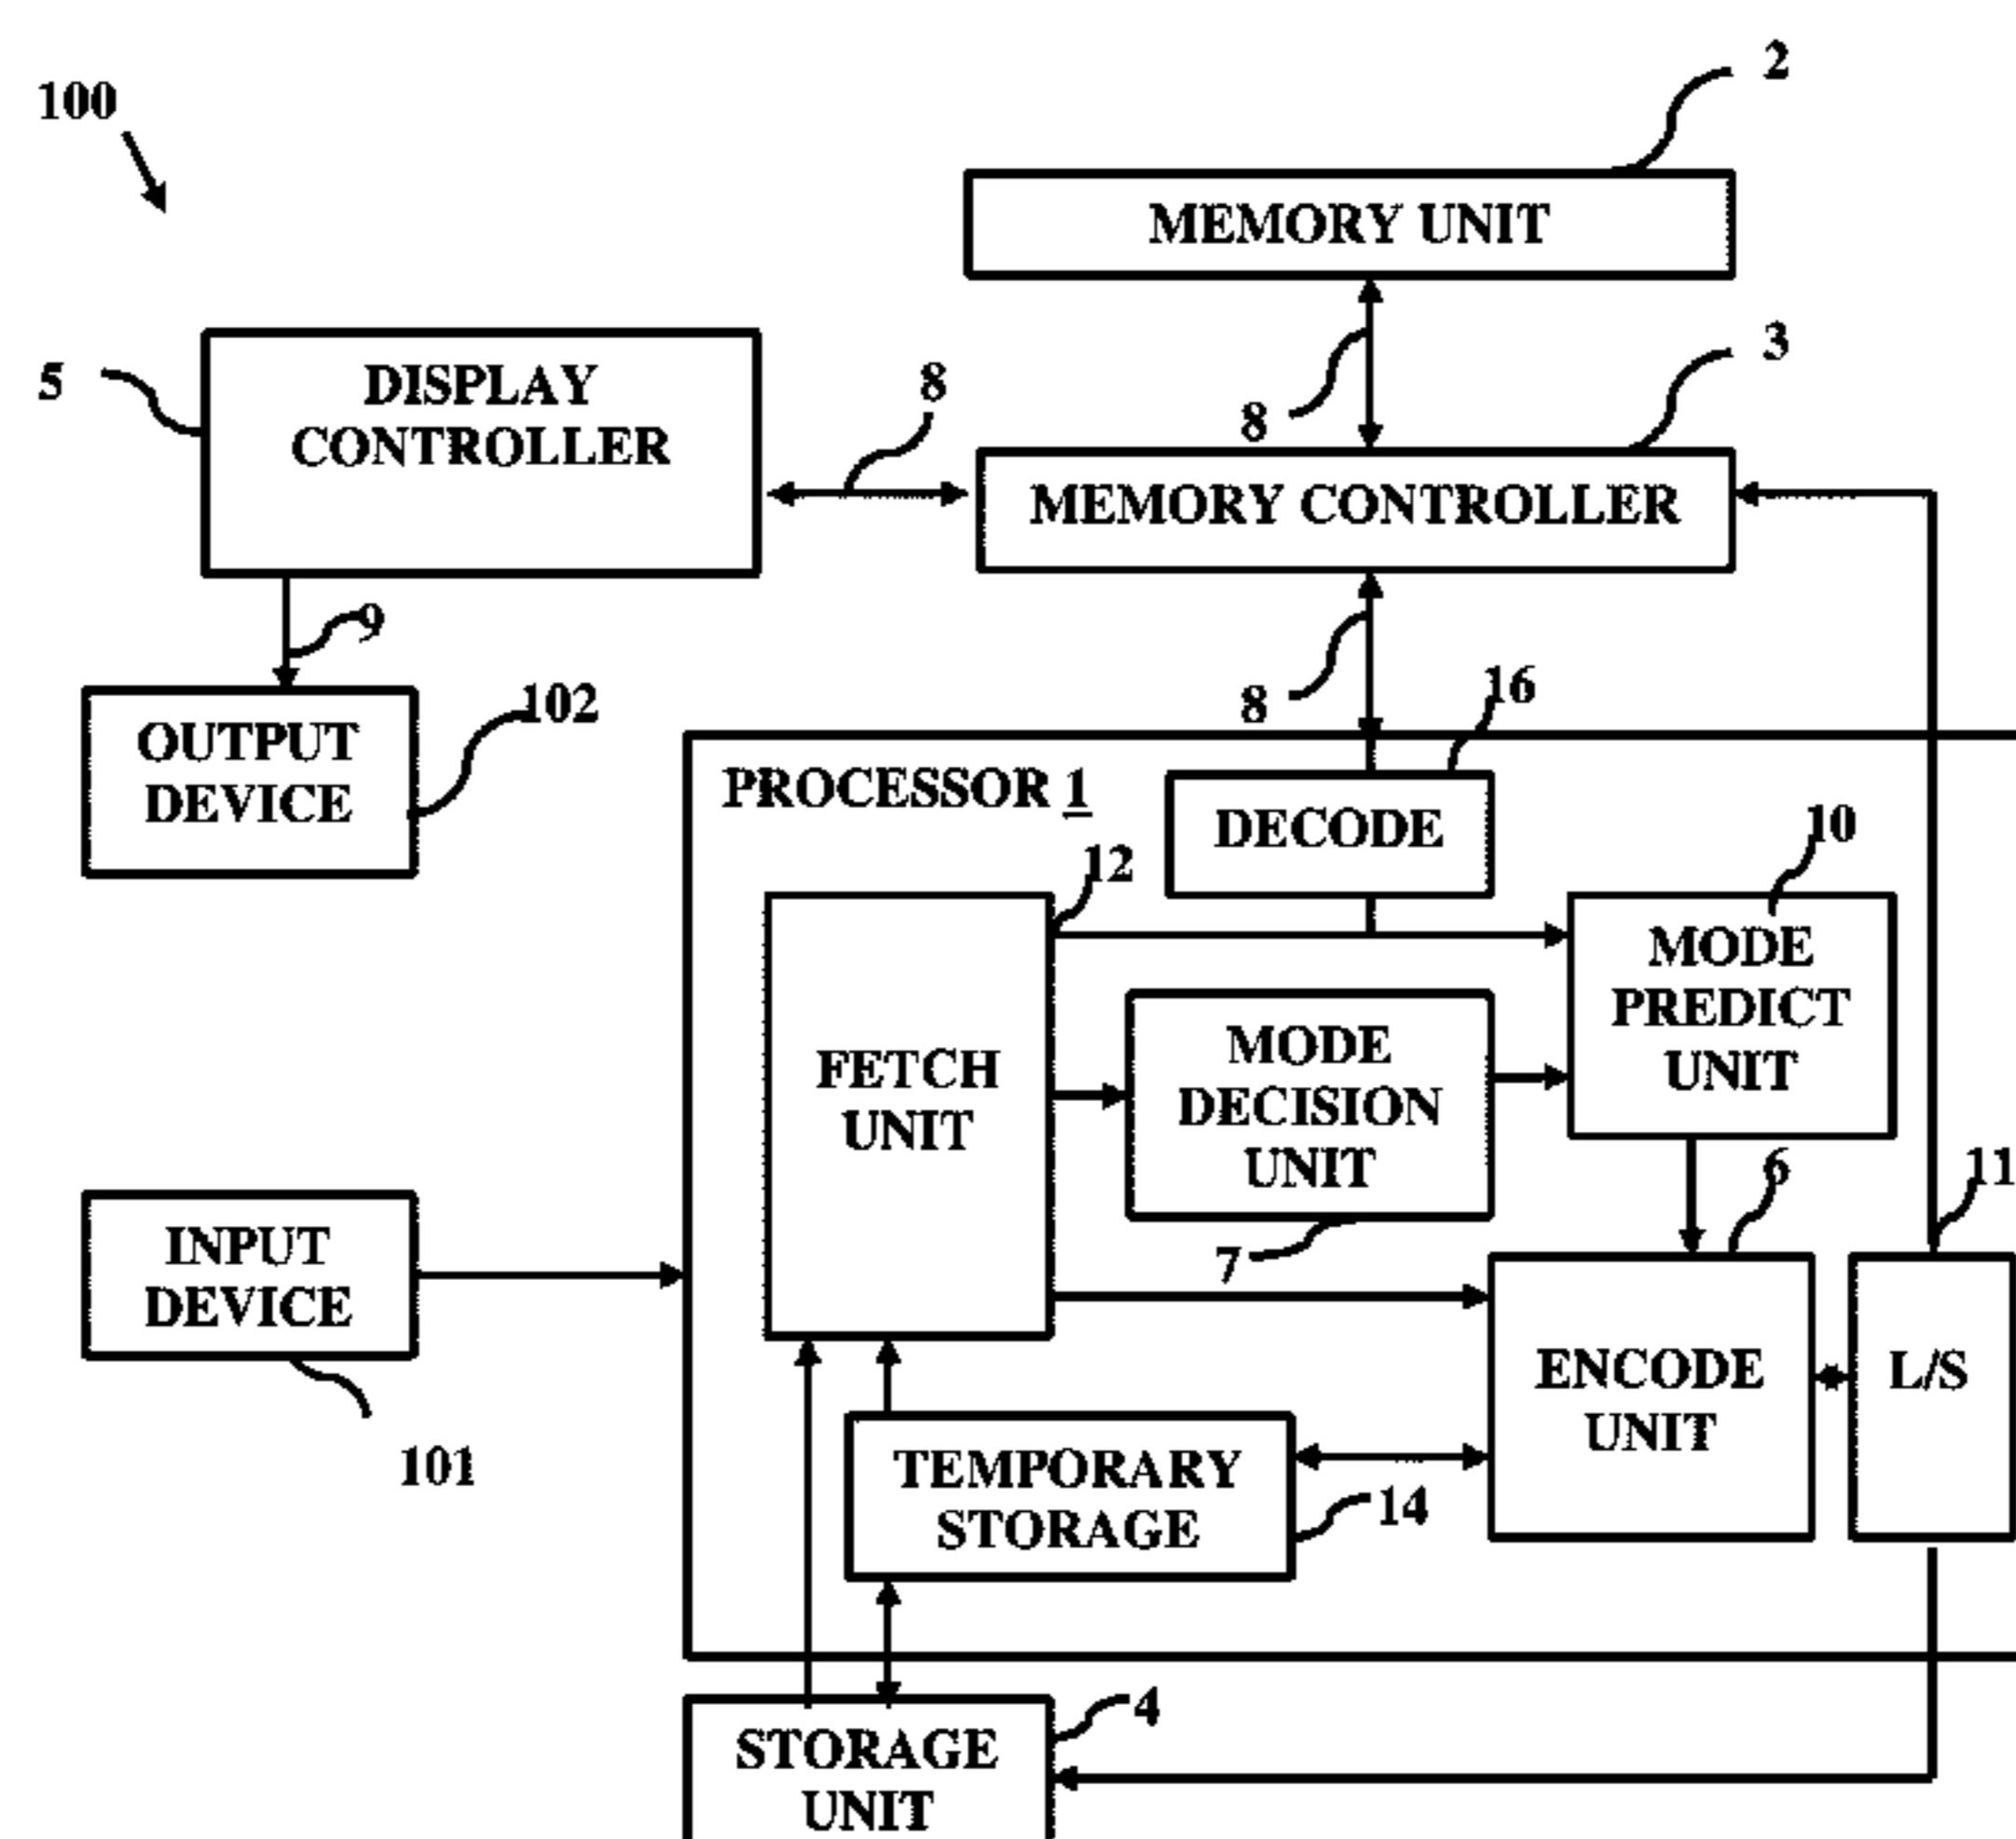 100
2
MEMORY UNIT
5
DISPLAY
CONTROLLER
8
8
3
MEMORY CONTROLLER
9
8
16
OUTPUT
DEVICE
102
PROCESSOR 1
DECODE
12
10
MODE
PREDICT
UNIT
FETCH
UNIT
MODE
DECISION
UNIT
7
6
11
INPUT
DEVICE
101
ENCODE
UNIT
L/S
TEMPORARY
STORAGE
14
4
STORAGE
UNIT